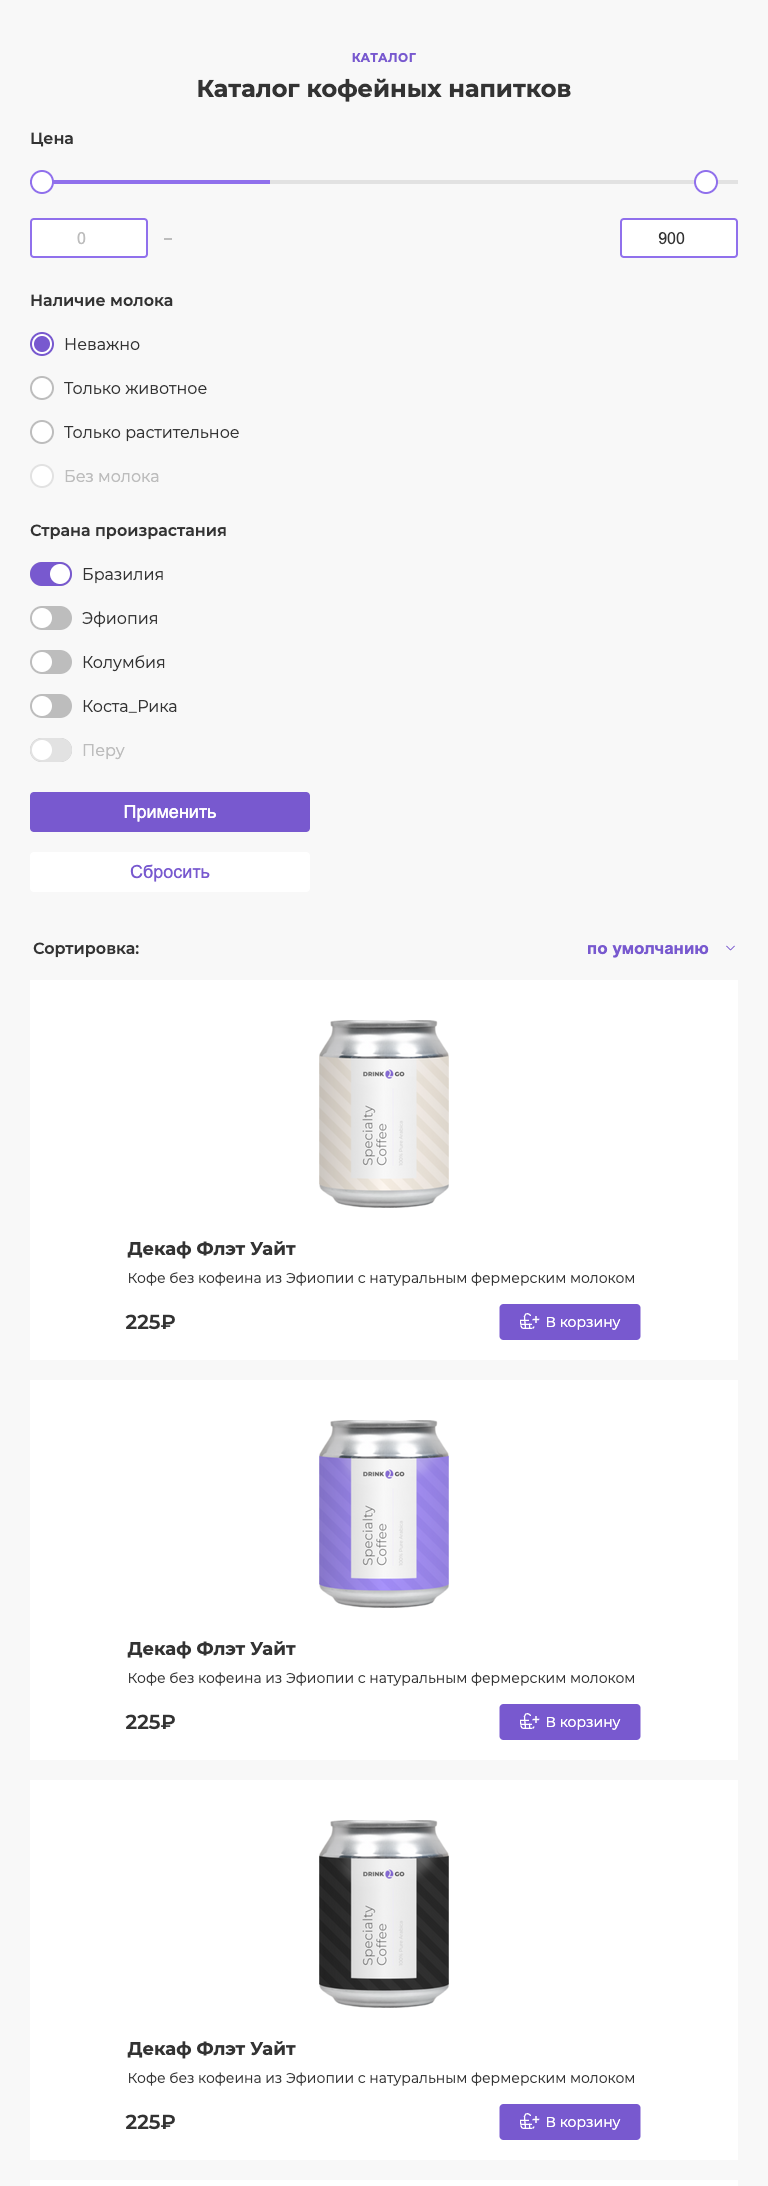 КАТАЛОГ
Каталог кофейных напитков
Цена
0
–
900
Наличие молока
Неважно
Только животное
Только растительное
Без молока
Страна произрастания
Бразилия
Эфиопия
Колумбия
Коста_Рика
Перу
Применить
Сбросить
Сортировка:
по умолчанию
DRINK 2 GO
Specialty
Coffee
Декаф Флэт Уайт
Кофе без кофеина из Эфиопии с натуральным фермерским молоком
225₽
В корзину
DRINK 2 GO
Specialty
Coffee
Декаф Флэт Уайт
Кофе без кофеина из Эфиопии с натуральным фермерским молоком
225₽
В корзину
DRINK 2 GO
Specialty
Coffee
Декаф Флэт Уайт
Кофе без кофеина из Эфиопии с натуральным фермерским молоком
225₽
В корзину